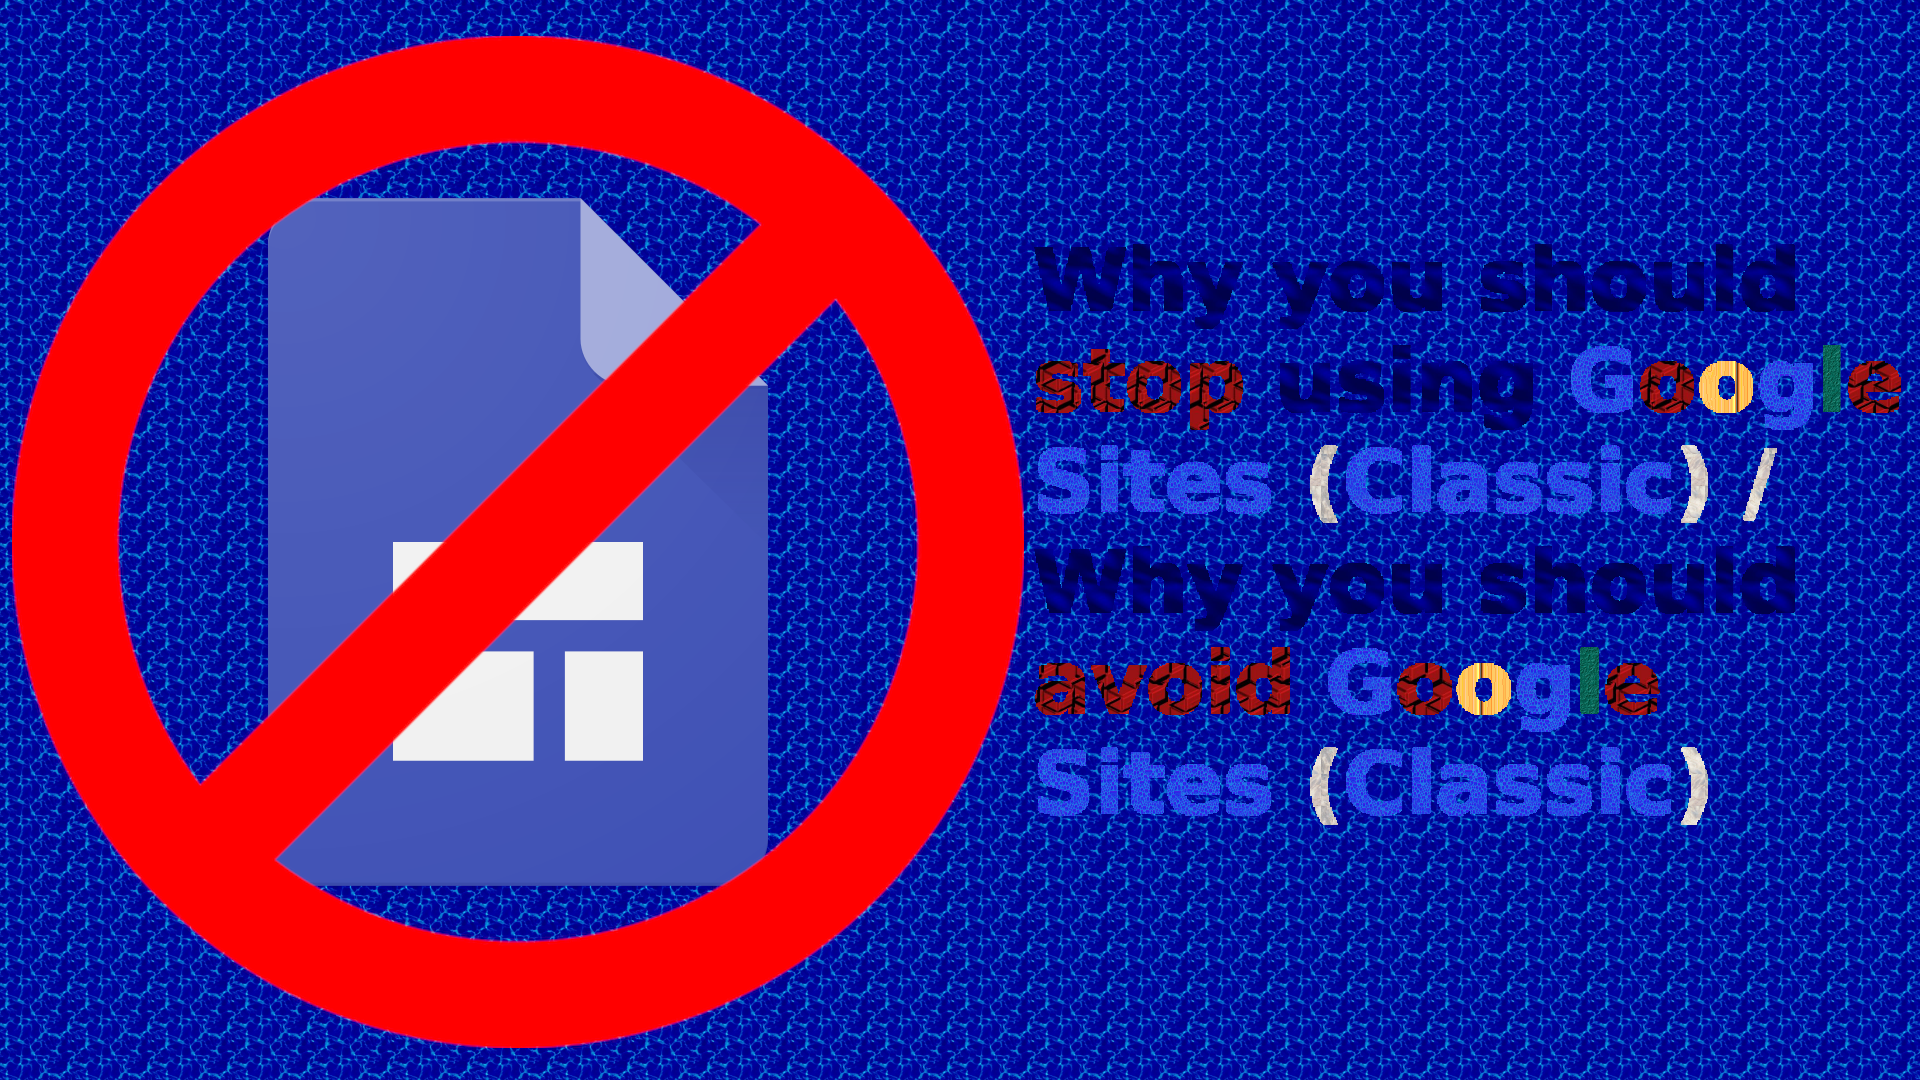 Why you should
stop using Google
Sites (Classic) /
Why you should
avoid Google
Sites (Classic)